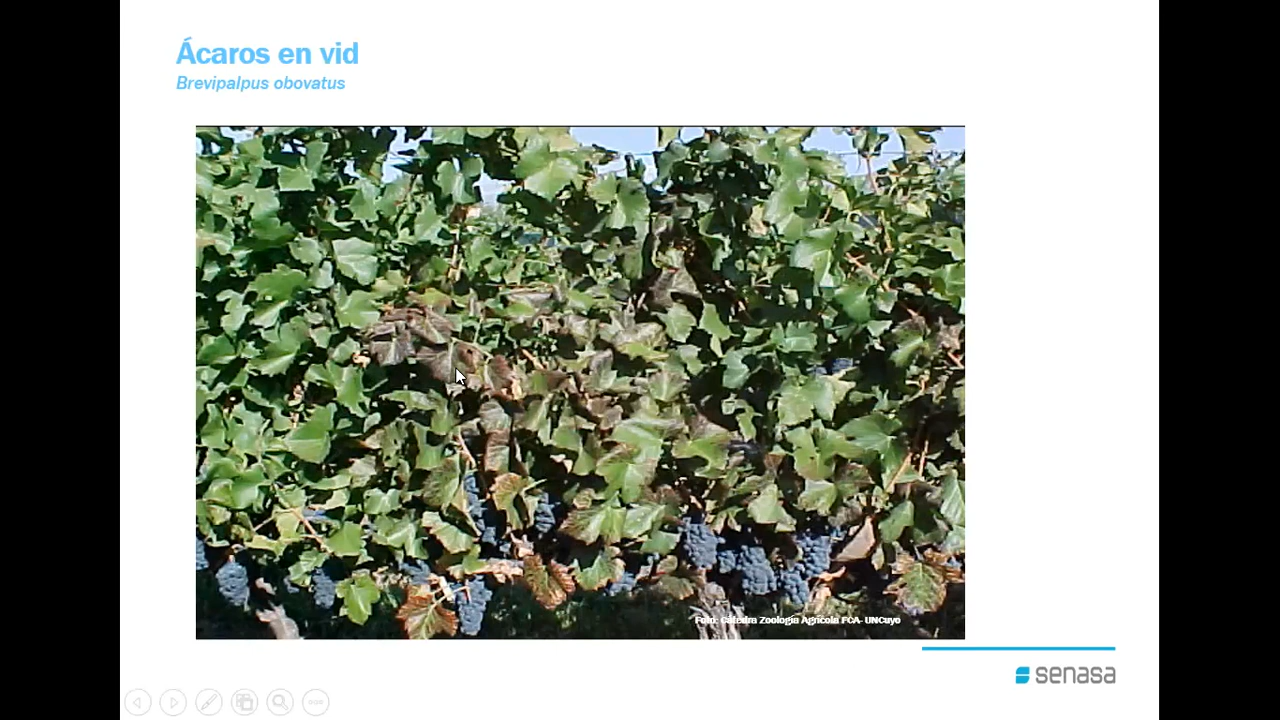 Ácaros en vid
Brevipalpus obovatus
Foto: Cátedra Zoología Agrícola FCA- UNCuyo
senasa